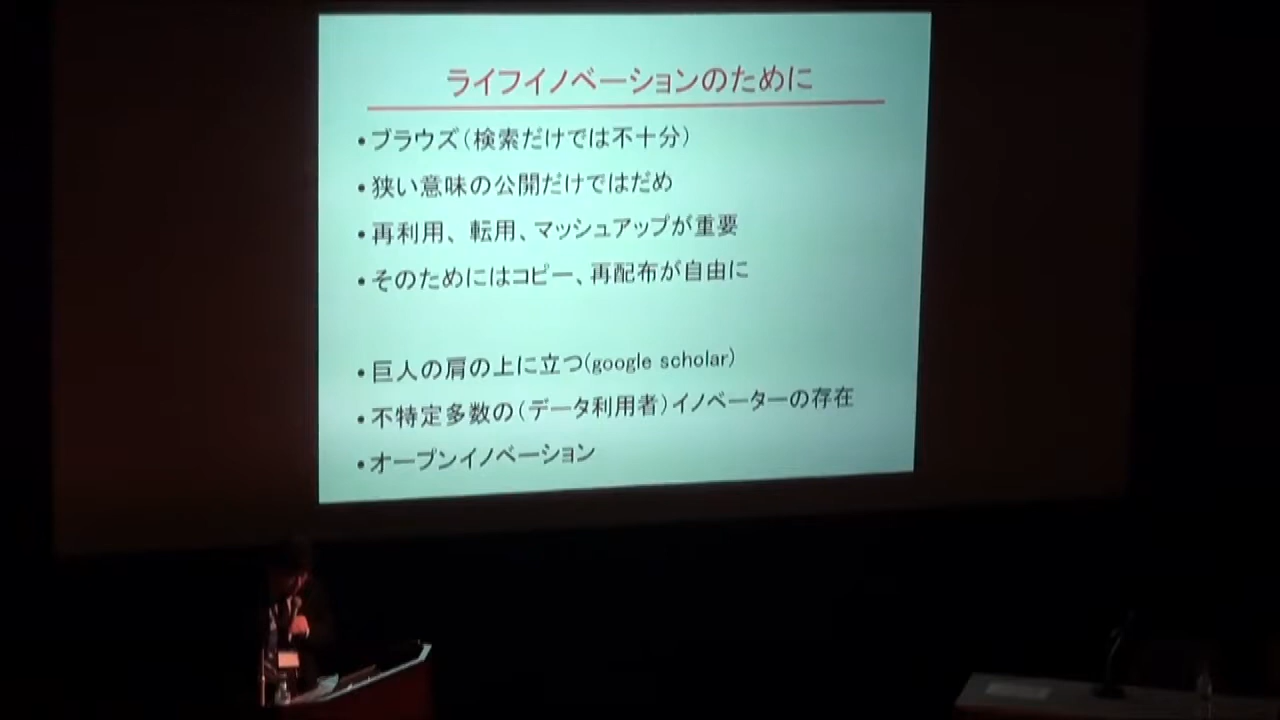 ライフイノベーションのために
•ブラウズ(検索だけでは不十分)
•狭い意味の公開だけではだめ
•再利用、転用、マッシュアップが重要
•そのためにはコピー、再配布が自由に
•巨人の肩の上に立つ(google scholar)
•不特定多数の(データ利用者)イノベーターの存在
•オープンイノベーション